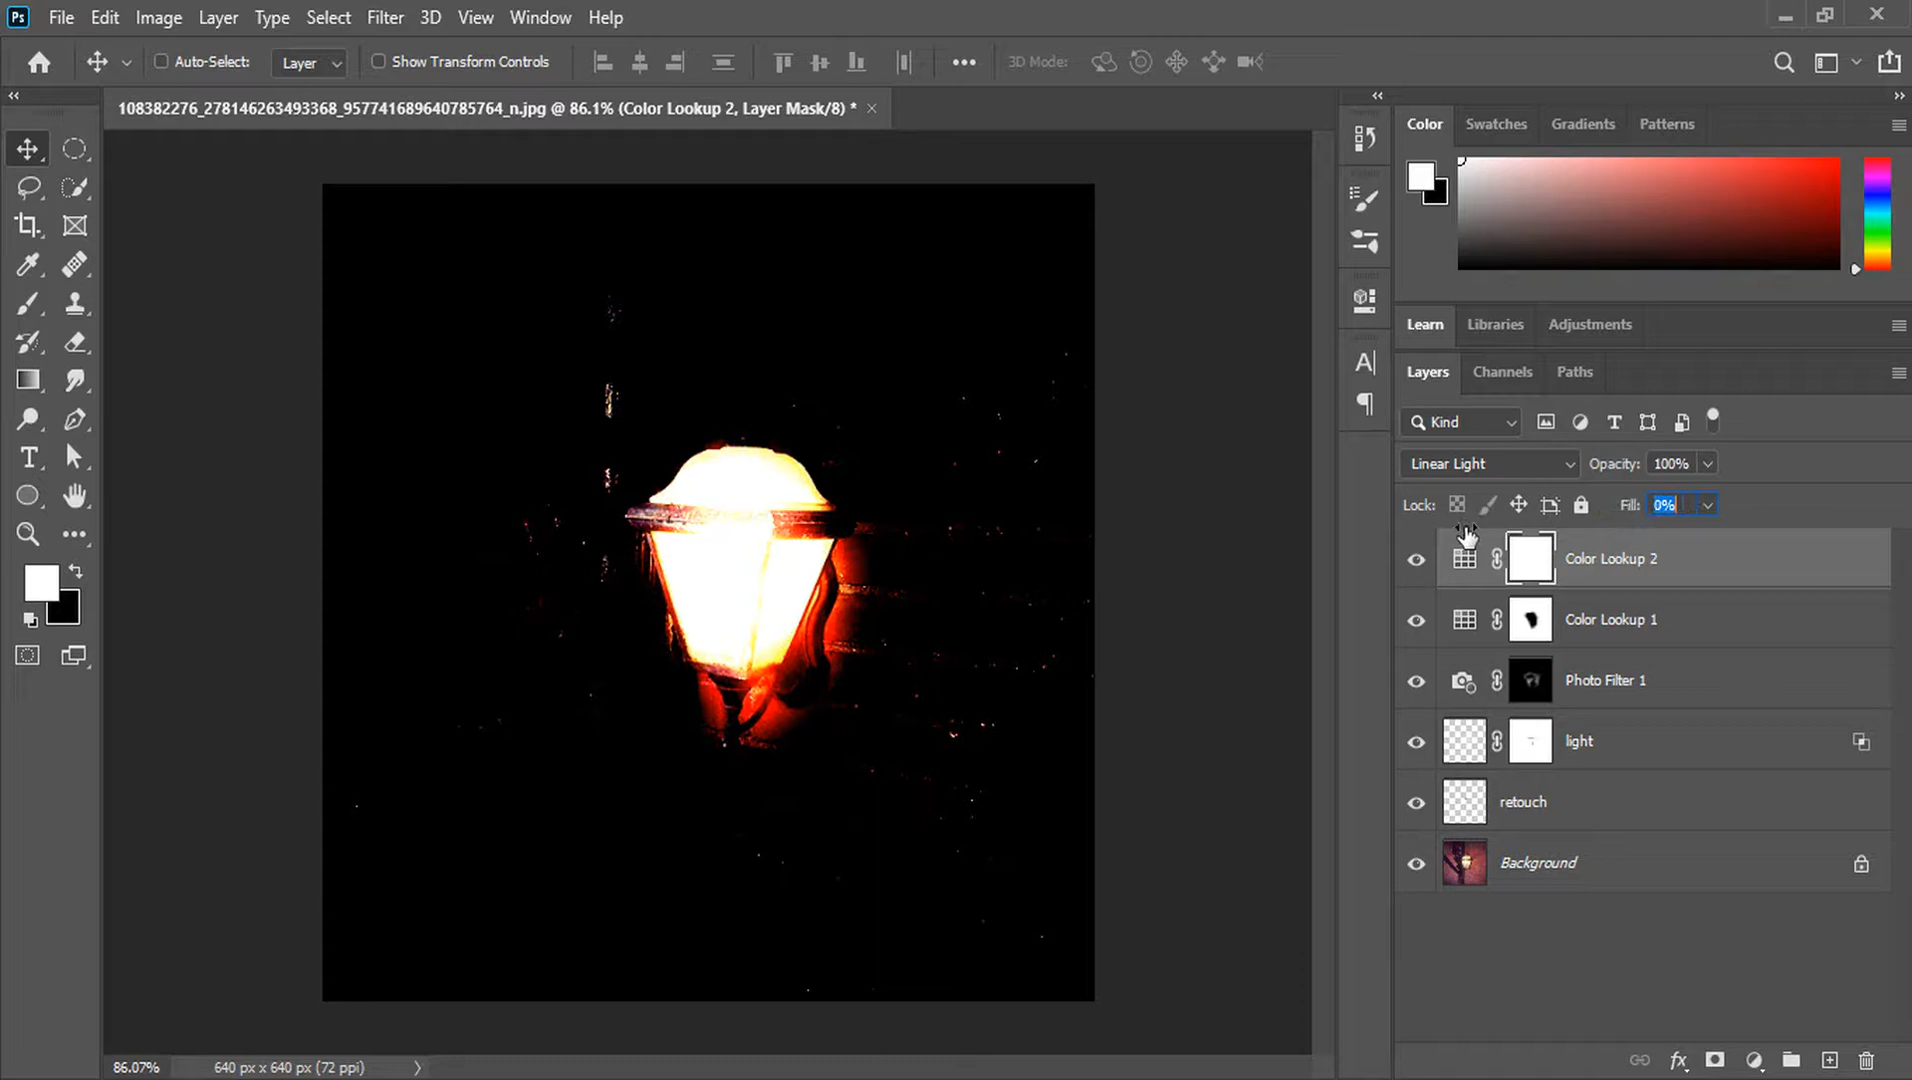 Ps File Edit Image Layer Type Select Filter 3D View Window Help
Auto-Select: Layer Show Transform Controls 3D Mode:
108382276_278146263493368_957741689640785764_n.jpg @ 86.1% (Color Lookup 2, Layer Mask/8) *
Color Swatches Gradients Patterns
Learn Libraries Adjustments
Layers Channels Paths
Kind
Linear Light Opacity: 100%
Lock: Fill: 0%
Color Lookup 2
Color Lookup 1
Photo Filter 1
light
retouch
Background
86.07% 640 px x 640 px (72 ppi)